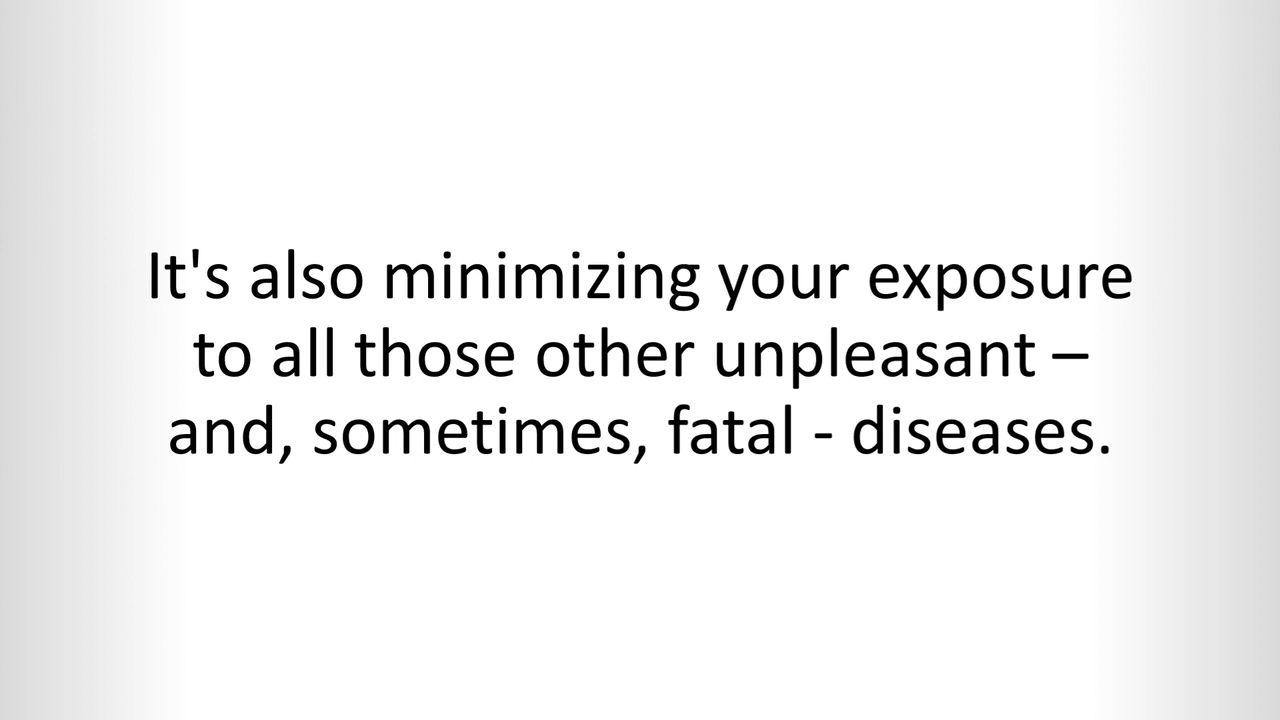 It's also minimizing your exposure
to all those other unpleasant –
and, sometimes, fatal - diseases.